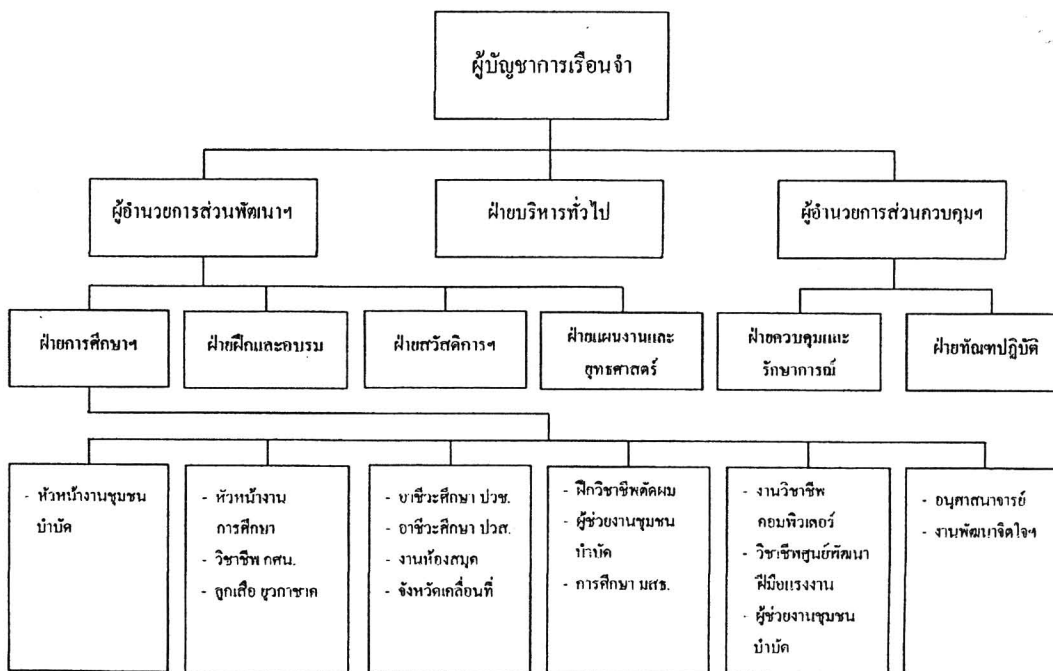 ผู้บัญชาการเรือนจำ
ผู้อำนวยการส่วนพัฒนาฯ
ฝ่ายบริหารทั่วไป
ผู้อำนวยการส่วนควบคุมฯ
ฝ่ายการศึกษาฯ
ฝ่ายฝึกและอบรม
ฝ่ายสวัสดิการฯ
ฝ่ายแผนงานและ
ยุทธศาสตร์
ฝ่ายควบคุมและ
รักษาการณ์
ฝ่ายทัณฑปฏิบัติ
- หัวหน้างานชุมชน
บำบัด
- หัวหน้างาน
การศึกษา
- วิชาชีพ กศน.
- ลูกเสือ ยุวกาชาด
- อาชีวะศึกษา ปวช.
- อาชีวะศึกษา ปวส.
- งานห้องสมุด
- จังหวัดเคลื่อนที่
- ฝึกวิชาชีพตัดผม
- ผู้ช่วยงานชุมชน
บำบัด
- การศึกษา มสธ.
- งานวิชาชีพ
คอมพิวเตอร์
- วิชาชีพศูนย์พัฒนา
ฝีมือแรงงาน
- ผู้ช่วยงานชุมชน
บำบัด
- อนุศาสนาจารย์
- งานพัฒนาจิตใจฯ